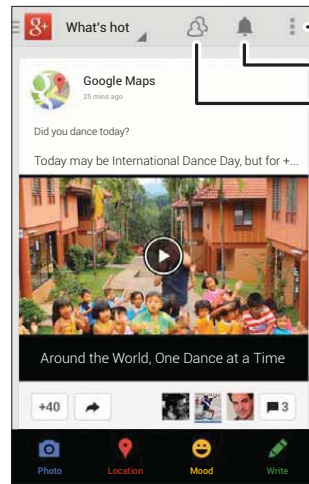 8+ What's hot
Google Maps
25 mins ago
Did you dance today?
Today may be International Dance Day, but for +...
Around the World, One Dance at a Time
+40 3
Photo Location Mood Write